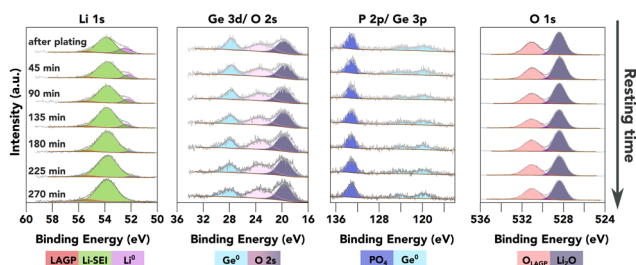 Li 1s
Ge 3d/ O 2s
P 2p/ Ge 3p
O 1s
Intensity (a.u.)
after plating
45 min
90 min
135 min
180 min
225 min
270 min
Resting time
60 58 56 54 52 50
36 34 32 28 24 20 16
136 128 120
536 532 528 524
Binding Energy (eV)
Binding Energy (eV)
Binding Energy (eV)
Binding Energy (eV)
LAGP Li-SEI Li⁰
Ge⁰ O 2s
PO₄ Ge⁰
O_LAGP Li₂O